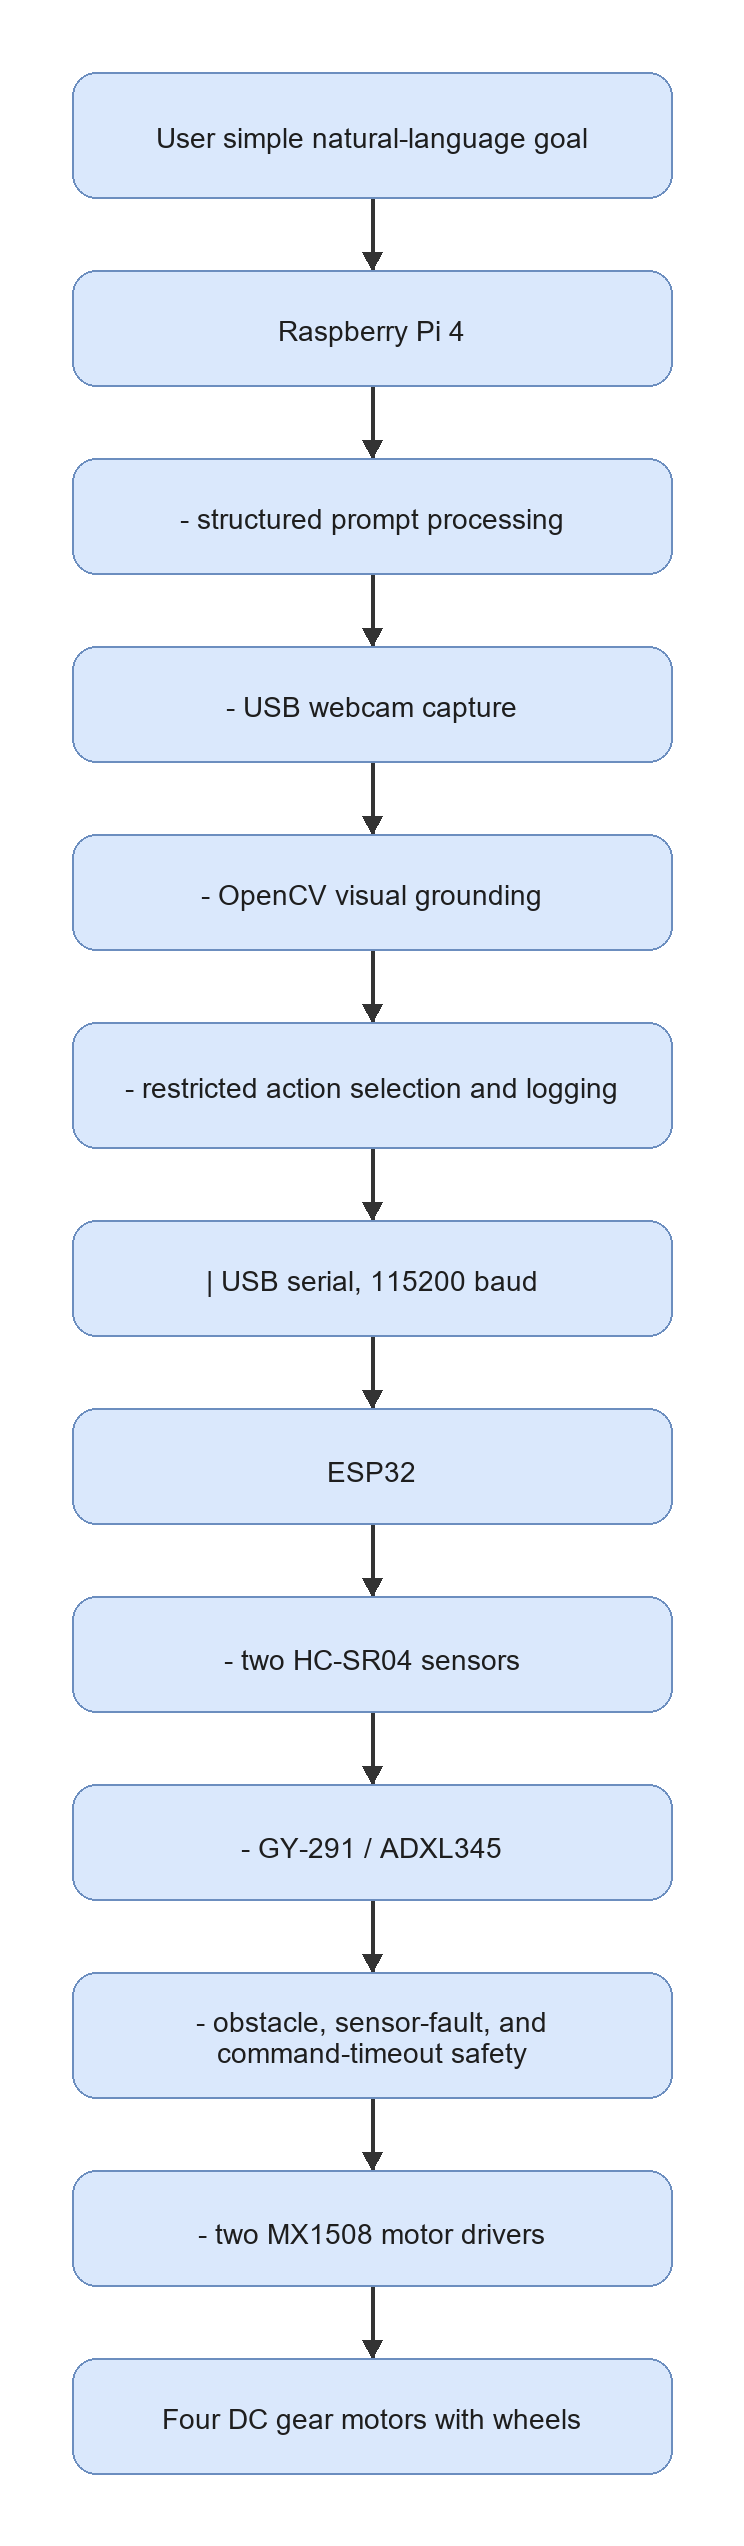 User simple natural-language goal
Raspberry Pi 4
- structured prompt processing
- USB webcam capture
- OpenCV visual grounding
- restricted action selection and logging
| USB serial, 115200 baud
ESP32
- two HC-SR04 sensors
- GY-291 / ADXL345
- obstacle, sensor-fault, and
command-timeout safety
- two MX1508 motor drivers
Four DC gear motors with wheels